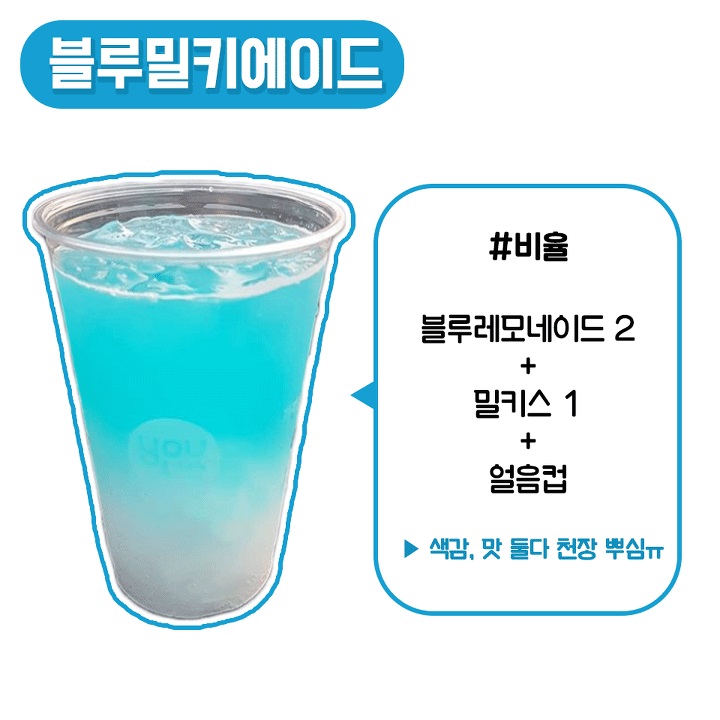 블루밀키에이드
#비율
블루레모네이드 2
+
밀키스 1
+
얼음컵
▶ 색감, 맛 둘다 천장 뿌심ㅠ
you